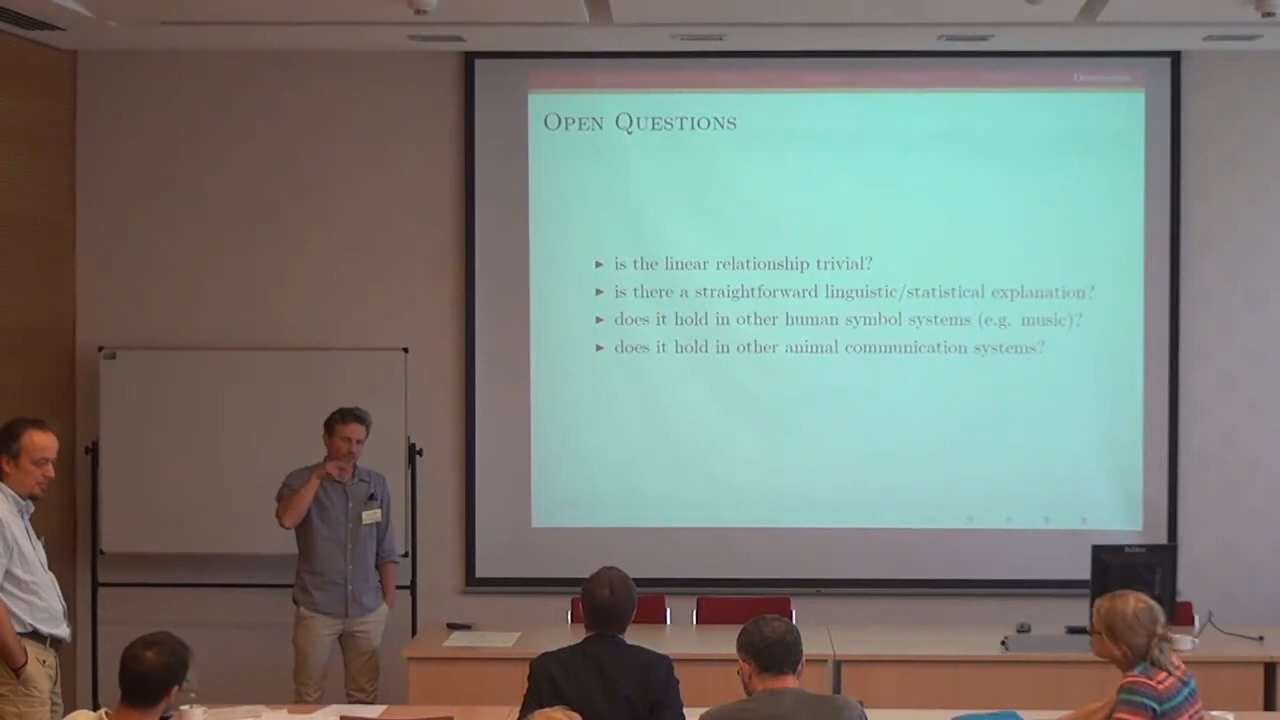 Open Questions
▶ is the linear relationship trivial?
▶ is there a straightforward linguistic/statistical explanation?
▶ does it hold in other human symbol systems (e.g. music)?
▶ does it hold in other animal communication systems?